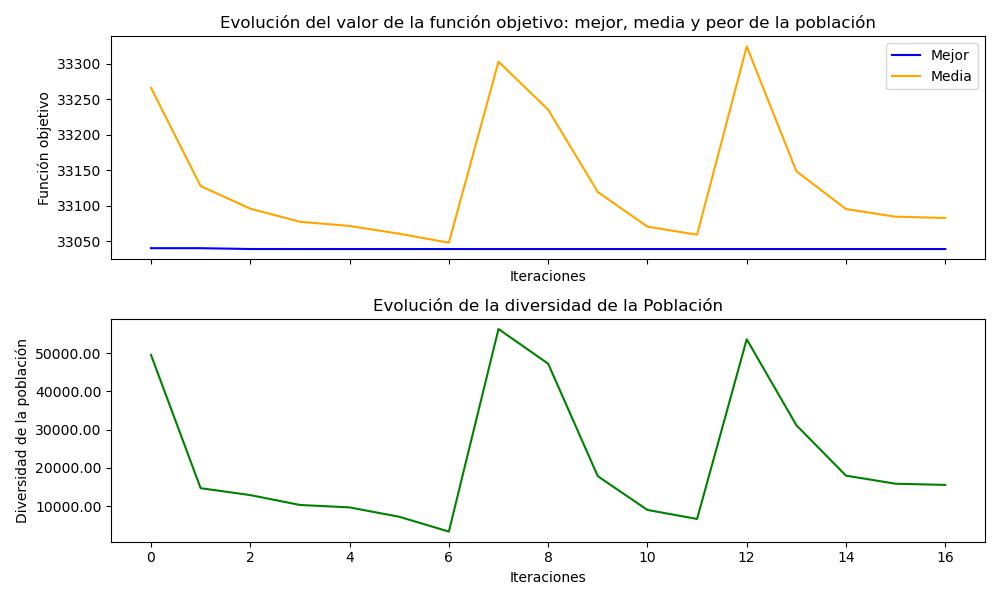 Evolución del valor de la función objetivo: mejor, media y peor de la población
Función objetivo
33300
33250
33200
33150
33100
33050
Mejor
Media
Iteraciones
Evolución de la diversidad de la Población
Diversidad de la población
50000.00
40000.00
30000.00
20000.00
10000.00
0 2 4 6 8 10 12 14 16
Iteraciones